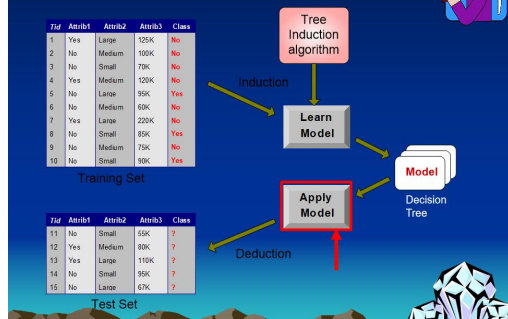 Tid Attrib1 Attrib2 Attrib3 Class
1 Yes Large 125K No
2 No Medium 100K No
3 No Small 70K No
4 Yes Medium 120K No
5 No Large 95K Yes
6 No Medium 60K No
7 Yes Large 220K No
8 No Small 85K Yes
9 No Medium 75K No
10 No Small 90K Yes
Training Set
Tree
Induction
algorithm
Induction
Learn
Model
Model
Decision
Tree
Apply
Model
Deduction
Tid Attrib1 Attrib2 Attrib3 Class
11 No Small 55K ?
12 Yes Medium 80K ?
13 Yes Large 110K ?
14 No Small 95K ?
15 No Large 67K ?
Test Set